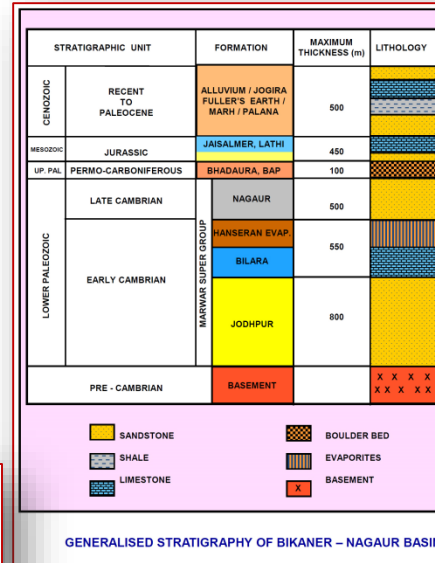 STRATIGRAPHIC UNIT FORMATION MAXIMUM THICKNESS (m) LITHOLOGY
CENOZOIC
RECENT
TO
PALEOCENE
ALLUVIUM / JOGIRA
FULLER'S EARTH /
MARH / PALANA
500
MESOZOIC JURASSIC JAISALMER, LATHI 450
UP. PAL PERMO-CARBONIFEROUS BHADAURA, BAP 100
LOWER PALEOZOIC
LATE CAMBRIAN
MARWAR SUPER GROUP
NAGAUR
500
EARLY CAMBRIAN
HANSERAN EVAP.
550
BILARA
JODHPUR
800
PRE - CAMBRIAN BASEMENT
X X X X
X X X X X
SANDSTONE
BOULDER BED
SHALE
EVAPORITES
LIMESTONE
X BASEMENT
GENERALISED STRATIGRAPHY OF BIKANER – NAGAUR BASIN